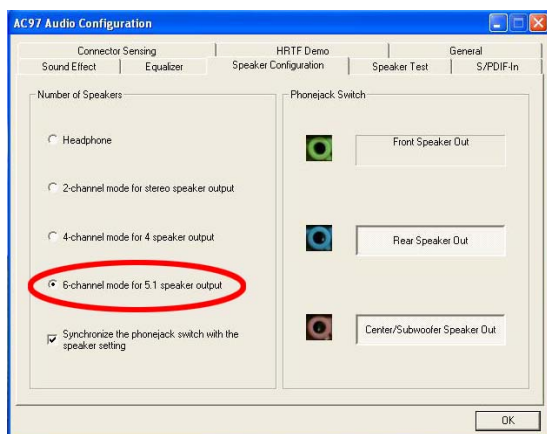 AC97 Audio Configuration
Connector Sensing HRTF Demo General
Sound Effect Equalizer Speaker Configuration Speaker Test S/PDIF-In
Number of Speakers
Headphone
2-channel mode for stereo speaker output
4-channel mode for 4 speaker output
6-channel mode for 5.1 speaker output
Synchronize the phonejack switch with the
speaker setting
Phonejack Switch
Front Speaker Out
Rear Speaker Out
Center/Subwoofer Speaker Out
OK